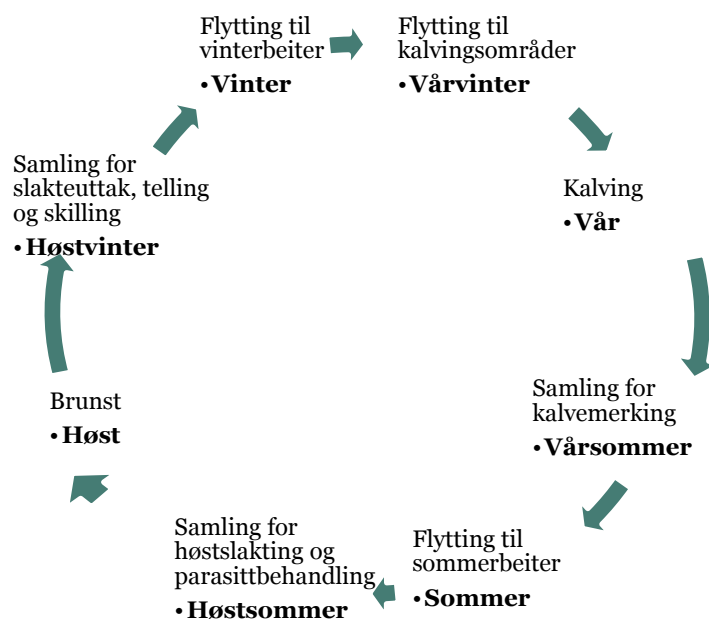 Flytting til
vinterbeiter
•Vinter
Flytting til
kalvingsområder
•Vårvinter
Kalving
•Vår
Samling for
kalvemerking
•Vårsommer
Flytting til
sommerbeiter
•Sommer
Samling for
høstslakting og
parasittbehandling
•Høstsommer
Brunst
•Høst
Samling for
slakteuttak, telling
og skilling
•Høstvinter